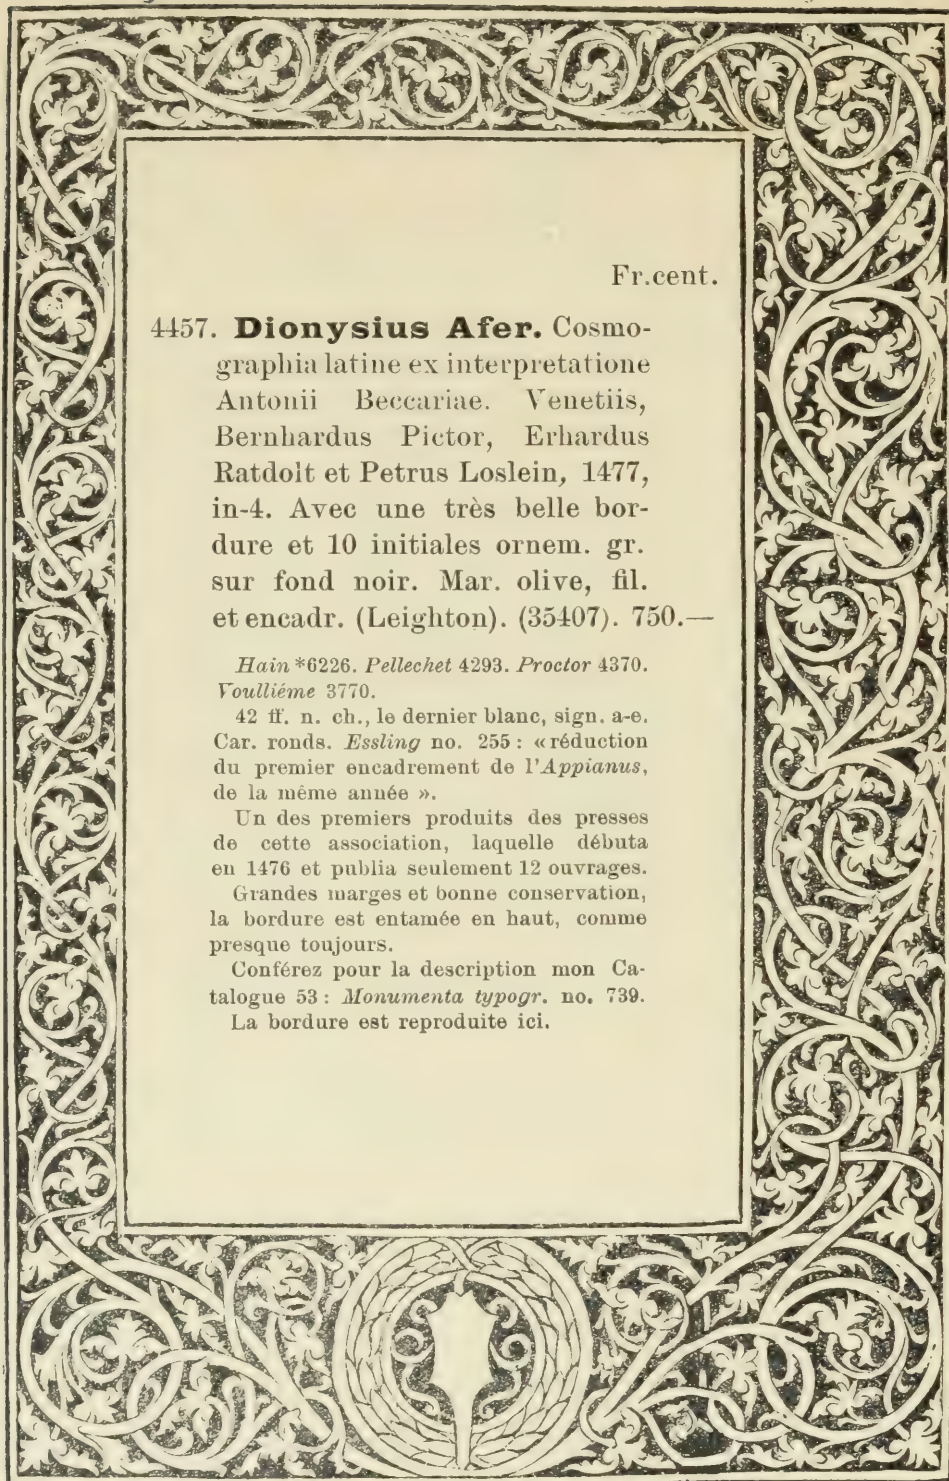 Fr.cent.
4457. Dionysius Afer. Cosmo-
graphia latine ex interpretatione
Antonii Beccariae. Venetiis,
Bernhardus Pictor, Erhardus
Ratdolt et Petrus Loslein, 1477,
in-4. Avec une très belle bor-
dure et 10 initiales ornem. gr.
sur fond noir. Mar. olive, fil.
et encadr. (Leighton). (35407). 750.—
Hain *6226. Pellechet 4293. Proctor 4370.
Voulliéme 3770.
42 ff. n. ch., le dernier blanc, sign. a-e.
Car. ronds. Essling no. 255 : «réduction
du premier encadrement de l'Appianus,
de la même année ».
Un des premiers produits des presses
de cette association, laquelle débuta
en 1476 et publia seulement 12 ouvrages.
Grandes marges et bonne conservation,
la bordure est entamée en haut, comme
presque toujours.
Conférez pour la description mon Ca-
talogue 53 : Monumenta typogr. no. 739.
La bordure est reproduite ici.